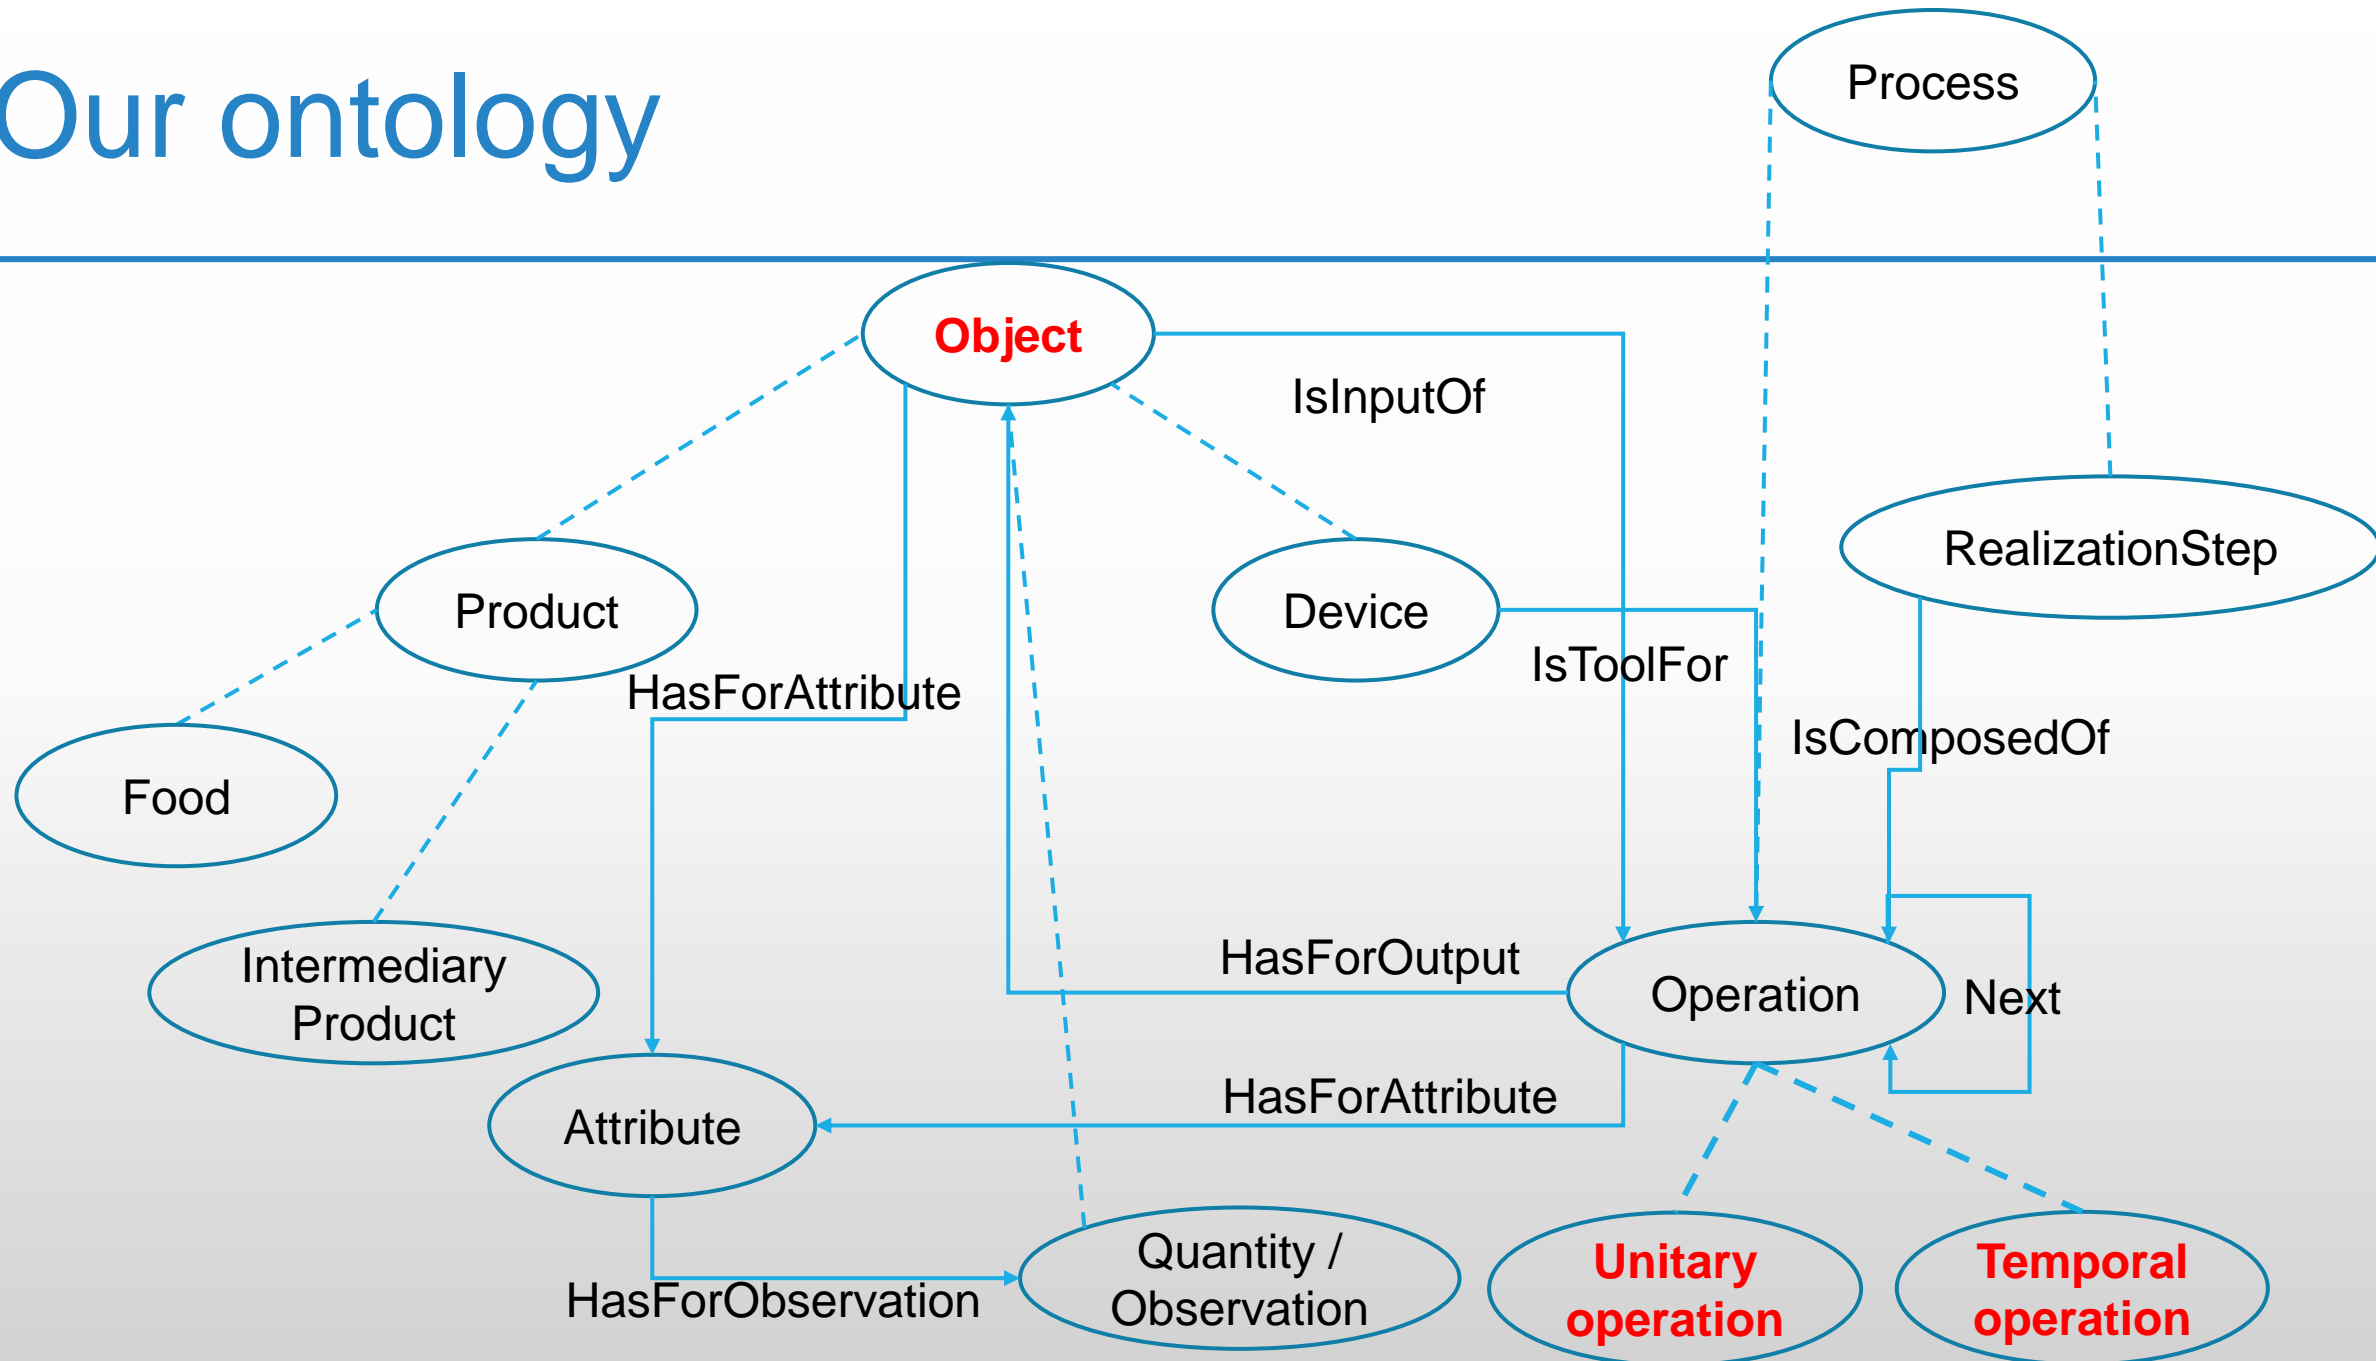 Our ontology
Process
Object
IsInputOf
RealizationStep
Product
Device
IsToolFor
HasForAttribute
IsComposedOf
Food
HasForOutput
Intermediary
Product
Operation
Next
HasForAttribute
Attribute
Quantity /
Observation
HasForObservation
Unitary
operation
Temporal
operation